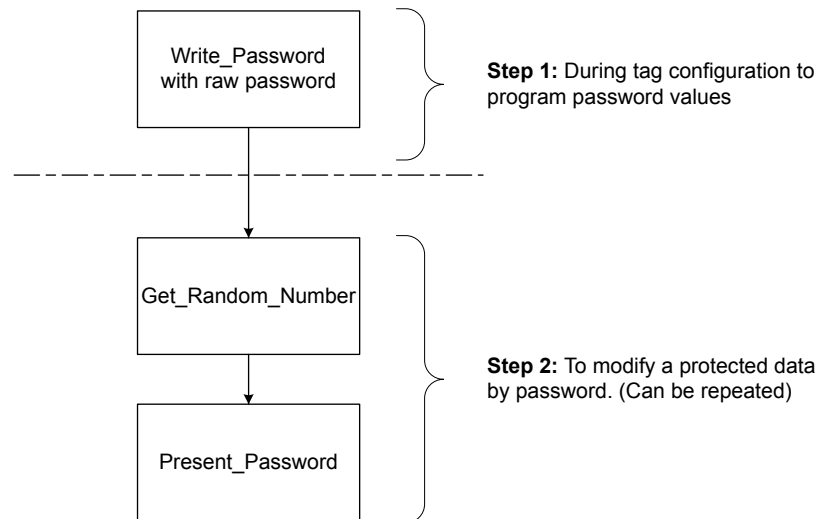 Write_Password
with raw password
Step 1: During tag configuration to
program password values
Get_Random_Number
Step 2: To modify a protected data
by password. (Can be repeated)
Present_Password